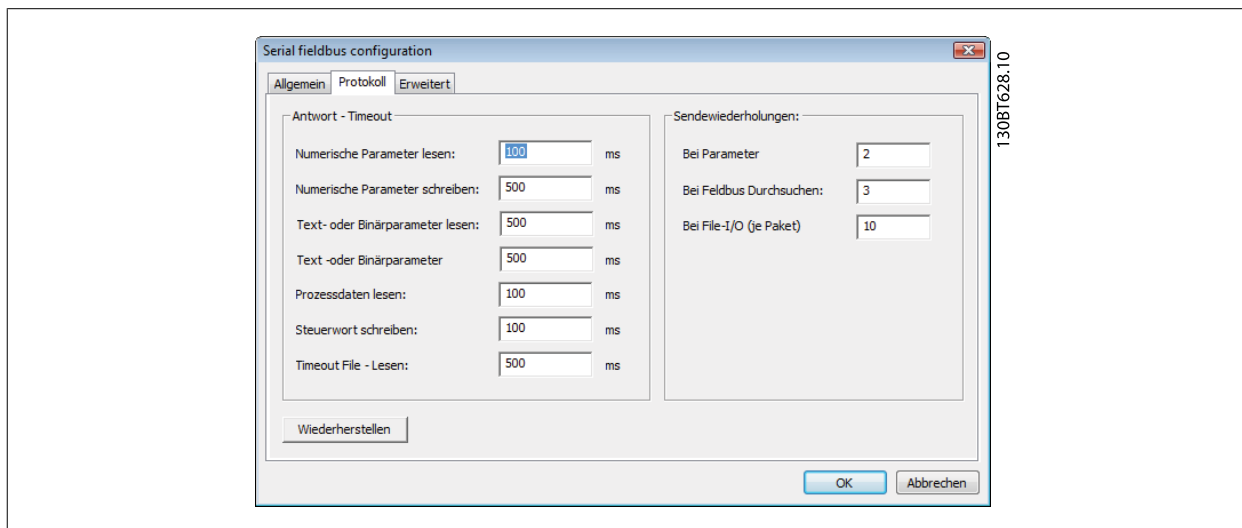 Serial fieldbus configuration
Allgemein Protokoll Erweitert
Antwort - Timeout
Numerische Parameter lesen: 100 ms
Numerische Parameter schreiben: 500 ms
Text- oder Binärparameter lesen: 500 ms
Text -oder Binärparameter 500 ms
Prozessdaten lesen: 100 ms
Steuerwort schreiben: 100 ms
Timeout File - Lesen: 500 ms
Sendewiederholungen:
Bei Parameter 2
Bei Feldbus Durchsuchen: 3
Bei File-I/O (je Paket) 10
Wiederherstellen
OK Abbrechen
130BT628.10